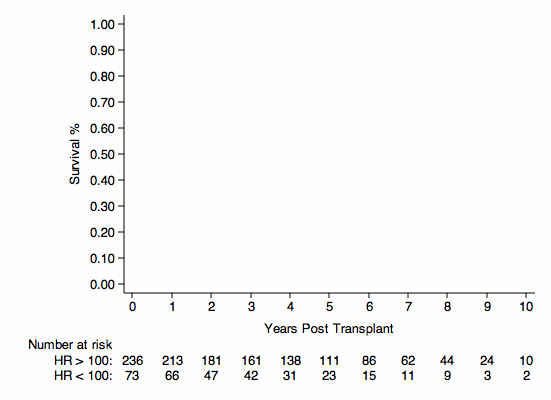 1.00
0.90
0.80
0.70
0.60
0.50
0.40
0.30
0.20
0.10
0.00
Survival %
0 1 2 3 4 5 6 7 8 9 10
Years Post Transplant
Number at risk
HR > 100: 236 213 181 161 138 111 86 62 44 24 10
HR < 100: 73 66 47 42 31 23 15 11 9 3 2